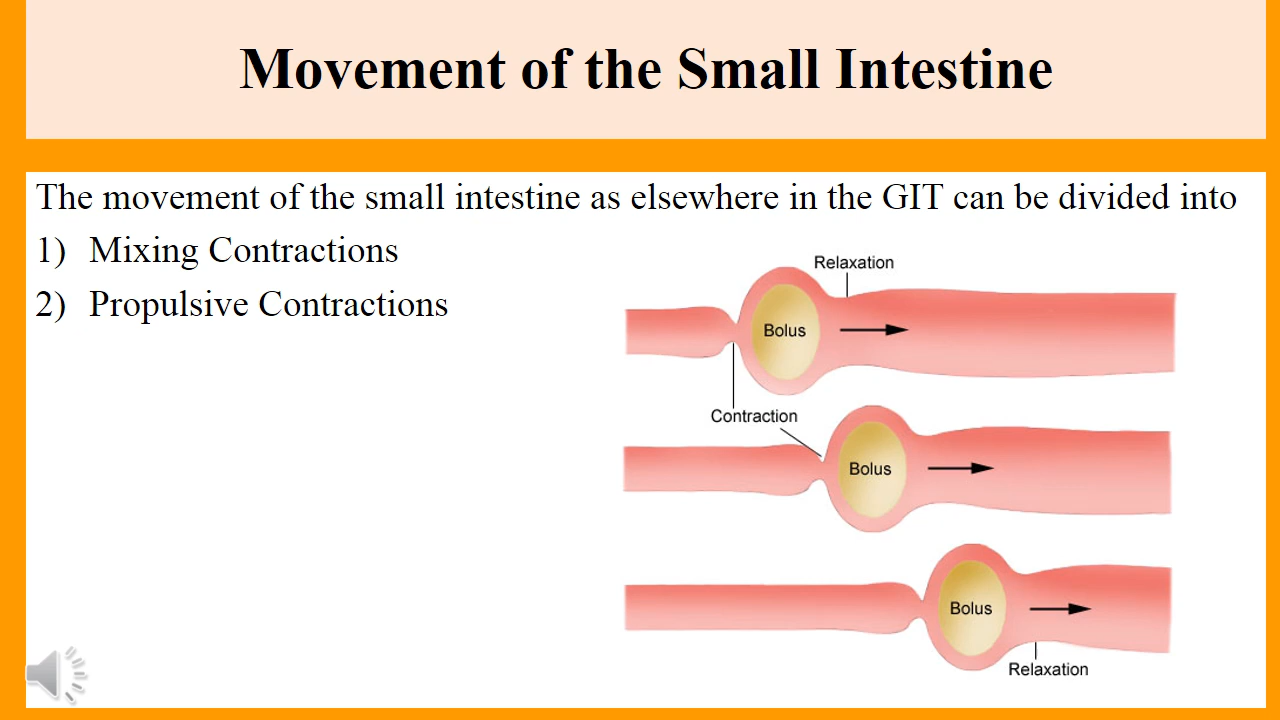 Movement of the Small Intestine
The movement of the small intestine as elsewhere in the GIT can be divided into
1) Mixing Contractions
2) Propulsive Contractions
Relaxation
Bolus
Contraction
Bolus
Bolus
Relaxation